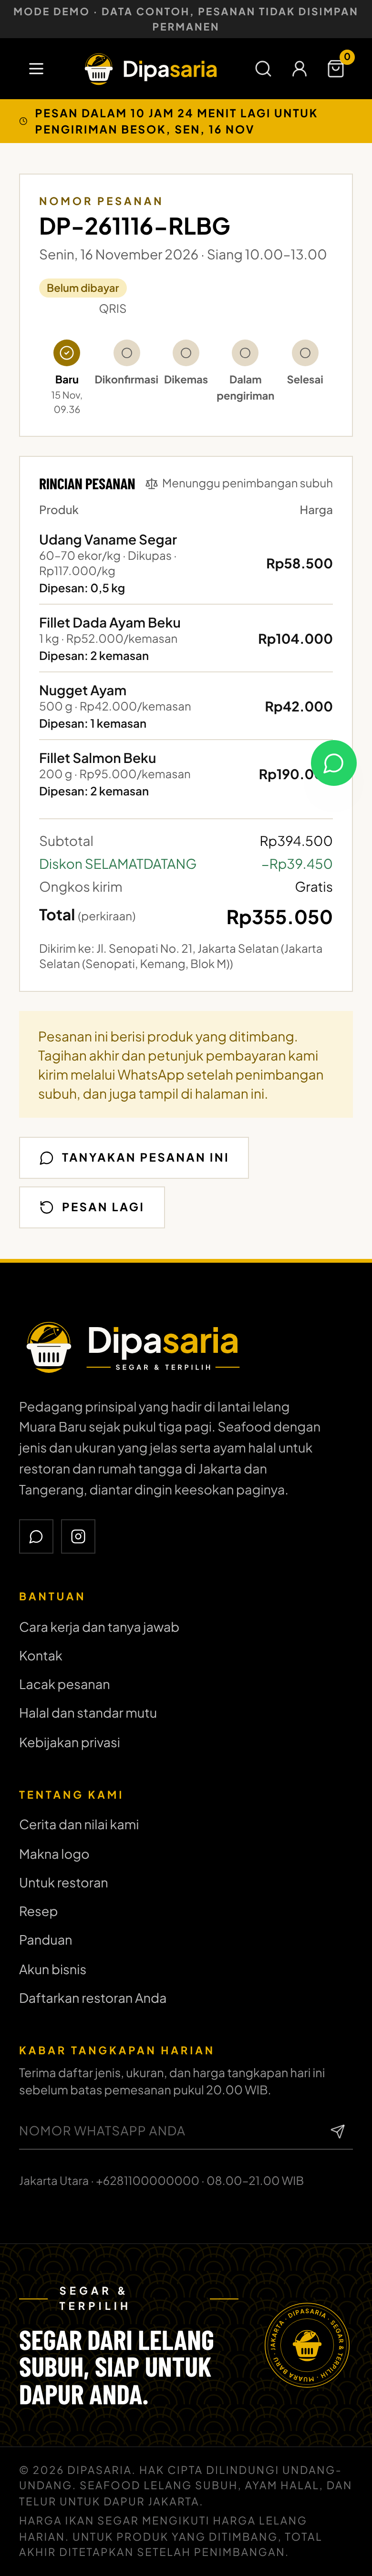 MODE DEMO · DATA CONTOH, PESANAN TIDAK DISIMPAN
PERMANEN
Dipasaria
0
PESAN DALAM 10 JAM 24 MENIT LAGI UNTUK
PENGIRIMAN BESOK, SEN, 16 NOV
NOMOR PESANAN
DP-261116-RLBG
Senin, 16 November 2026 · Siang 10.00–13.00
Belum dibayar
QRIS
Baru
Dikonfirmasi
Dikemas
Dalam
pengiriman
Selesai
15 Nov,
09.36
RINCIAN PESANAN
Menunggu penimbangan subuh
Produk
Harga
Udang Vaname Segar
60–70 ekor/kg · Dikupas ·
Rp117.000/kg
Dipesan: 0,5 kg
Rp58.500
Fillet Dada Ayam Beku
1 kg · Rp52.000/kemasan
Dipesan: 2 kemasan
Rp104.000
Nugget Ayam
500 g · Rp42.000/kemasan
Dipesan: 1 kemasan
Rp42.000
Fillet Salmon Beku
200 g · Rp95.000/kemasan
Dipesan: 2 kemasan
Rp190.0
Subtotal Rp394.500
Diskon SELAMATDATANG −Rp39.450
Ongkos kirim Gratis
Total (perkiraan) Rp355.050
Dikirim ke: Jl. Senopati No. 21, Jakarta Selatan (Jakarta
Selatan (Senopati, Kemang, Blok M))
Pesanan ini berisi produk yang ditimbang.
Tagihan akhir dan petunjuk pembayaran kami
kirim melalui WhatsApp setelah penimbangan
subuh, dan juga tampil di halaman ini.
TANYAKAN PESANAN INI
PESAN LAGI
Dipasaria
SEGAR & TERPILIH
Pedagang prinsipal yang hadir di lantai lelang
Muara Baru sejak pukul tiga pagi. Seafood dengan
jenis dan ukuran yang jelas serta ayam halal untuk
restoran dan rumah tangga di Jakarta dan
Tangerang, diantar dingin keesokan paginya.
BANTUAN
Cara kerja dan tanya jawab
Kontak
Lacak pesanan
Halal dan standar mutu
Kebijakan privasi
TENTANG KAMI
Cerita dan nilai kami
Makna logo
Untuk restoran
Resep
Panduan
Akun bisnis
Daftarkan restoran Anda
KABAR TANGKAPAN HARIAN
Terima daftar jenis, ukuran, dan harga tangkapan hari ini
sebelum batas pemesanan pukul 20.00 WIB.
NOMOR WHATSAPP ANDA
Jakarta Utara · +6281100000000 · 08.00–21.00 WIB
SEGAR &
TERPILIH
SEGAR DARI LELANG
SUBUH, SIAP UNTUK
DAPUR ANDA.
DIPASARIA · SEGAR & TERPILIH · MUARA BARU · JAKARTA ·
© 2026 DIPASARIA. HAK CIPTA DILINDUNGI UNDANG-
UNDANG. SEAFOOD LELANG SUBUH, AYAM HALAL, DAN
TELUR UNTUK DAPUR JAKARTA.
HARGA IKAN SEGAR MENGIKUTI HARGA LELANG
HARIAN. UNTUK PRODUK YANG DITIMBANG, TOTAL
AKHIR DITETAPKAN SETELAH PENIMBANGAN.